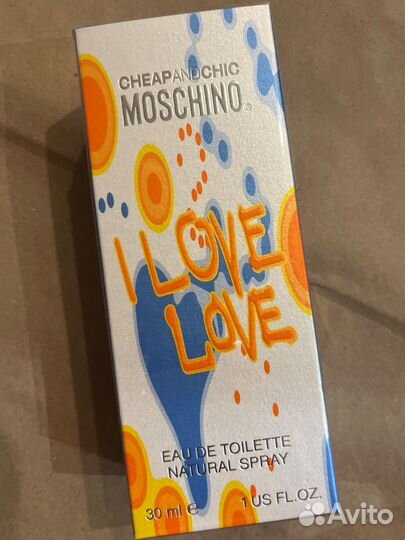 CHEAPANDCHIC
MOSCHINO®
I LOVE
LOVE
EAU DE TOILETTE
NATURAL SPRAY
30 ml ℮ 1 US FL.OZ.
Avito